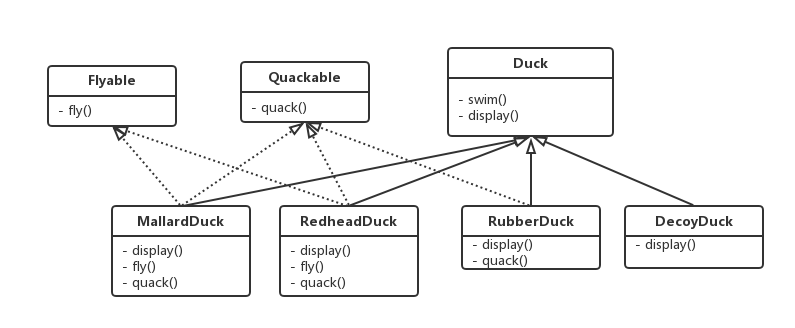 Flyable
- fly()
Quackable
- quack()
Duck
- swim()
- display()
MallardDuck
- display()
- fly()
- quack()
RedheadDuck
- display()
- fly()
- quack()
RubberDuck
- display()
- quack()
DecoyDuck
- display()